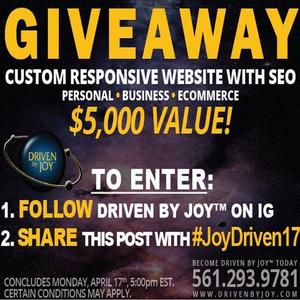 GIVEAWAY
CUSTOM RESPONSIVE WEBSITE WITH SEO
PERSONAL • BUSINESS • ECOMMERCE
$5,000 VALUE!
DRIVEN
by
JOY
TO ENTER:
1. FOLLOW DRIVEN BY JOY™ ON IG
2. SHARE THIS POST WITH #JoyDriven17
CONCLUDES MONDAY, APRIL 17th, 5:00pm EST.
CERTAIN CONDITIONS MAY APPLY.
BECOME DRIVEN BY JOY™ TODAY
561.293.9781
WWW.DRIVENBYJOY.COM